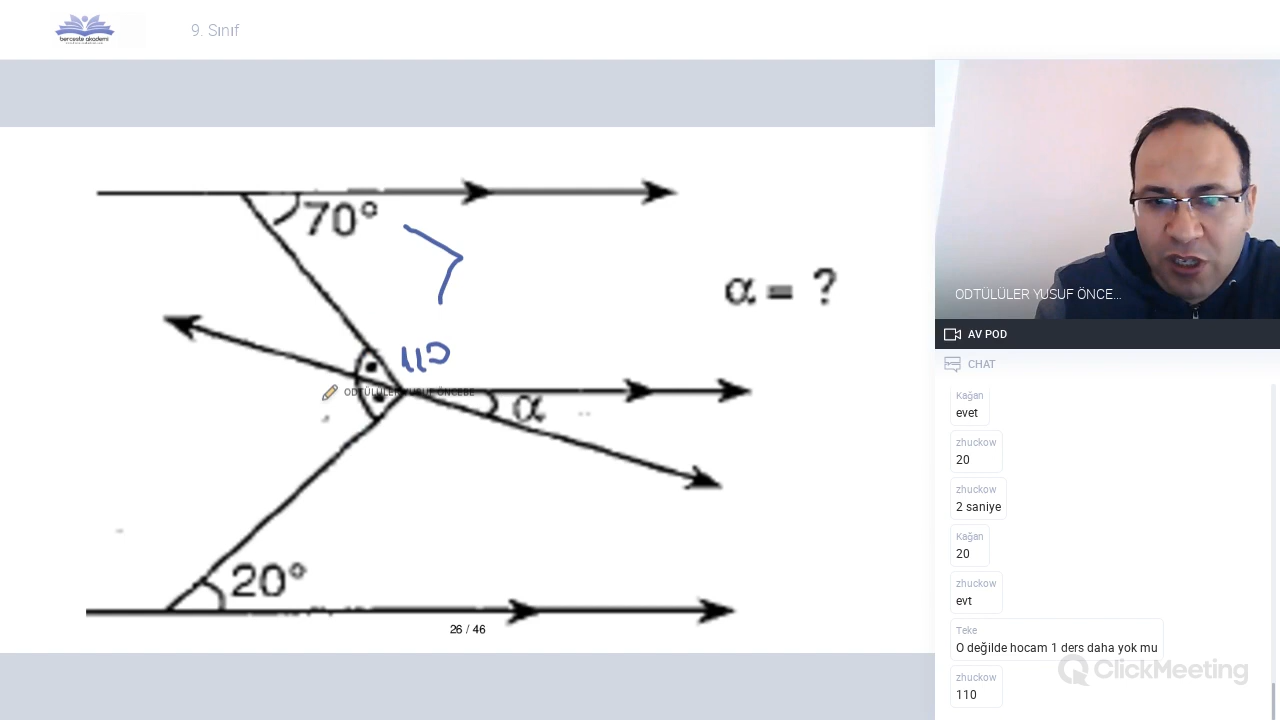 berceste akademi
9. Sınıf
70°
α = ?
110
ODTÜLÜLER YUSUF ÖNCEBE
α
20°
26 / 46
ODTÜLÜLER YUSUF ÖNCE...
AV POD
CHAT
Kağan
evet
zhuckow
20
zhuckow
2 saniye
Kağan
20
zhuckow
evt
Teke
O değilde hocam 1 ders daha yok mu
zhuckow
110
ClickMeeting